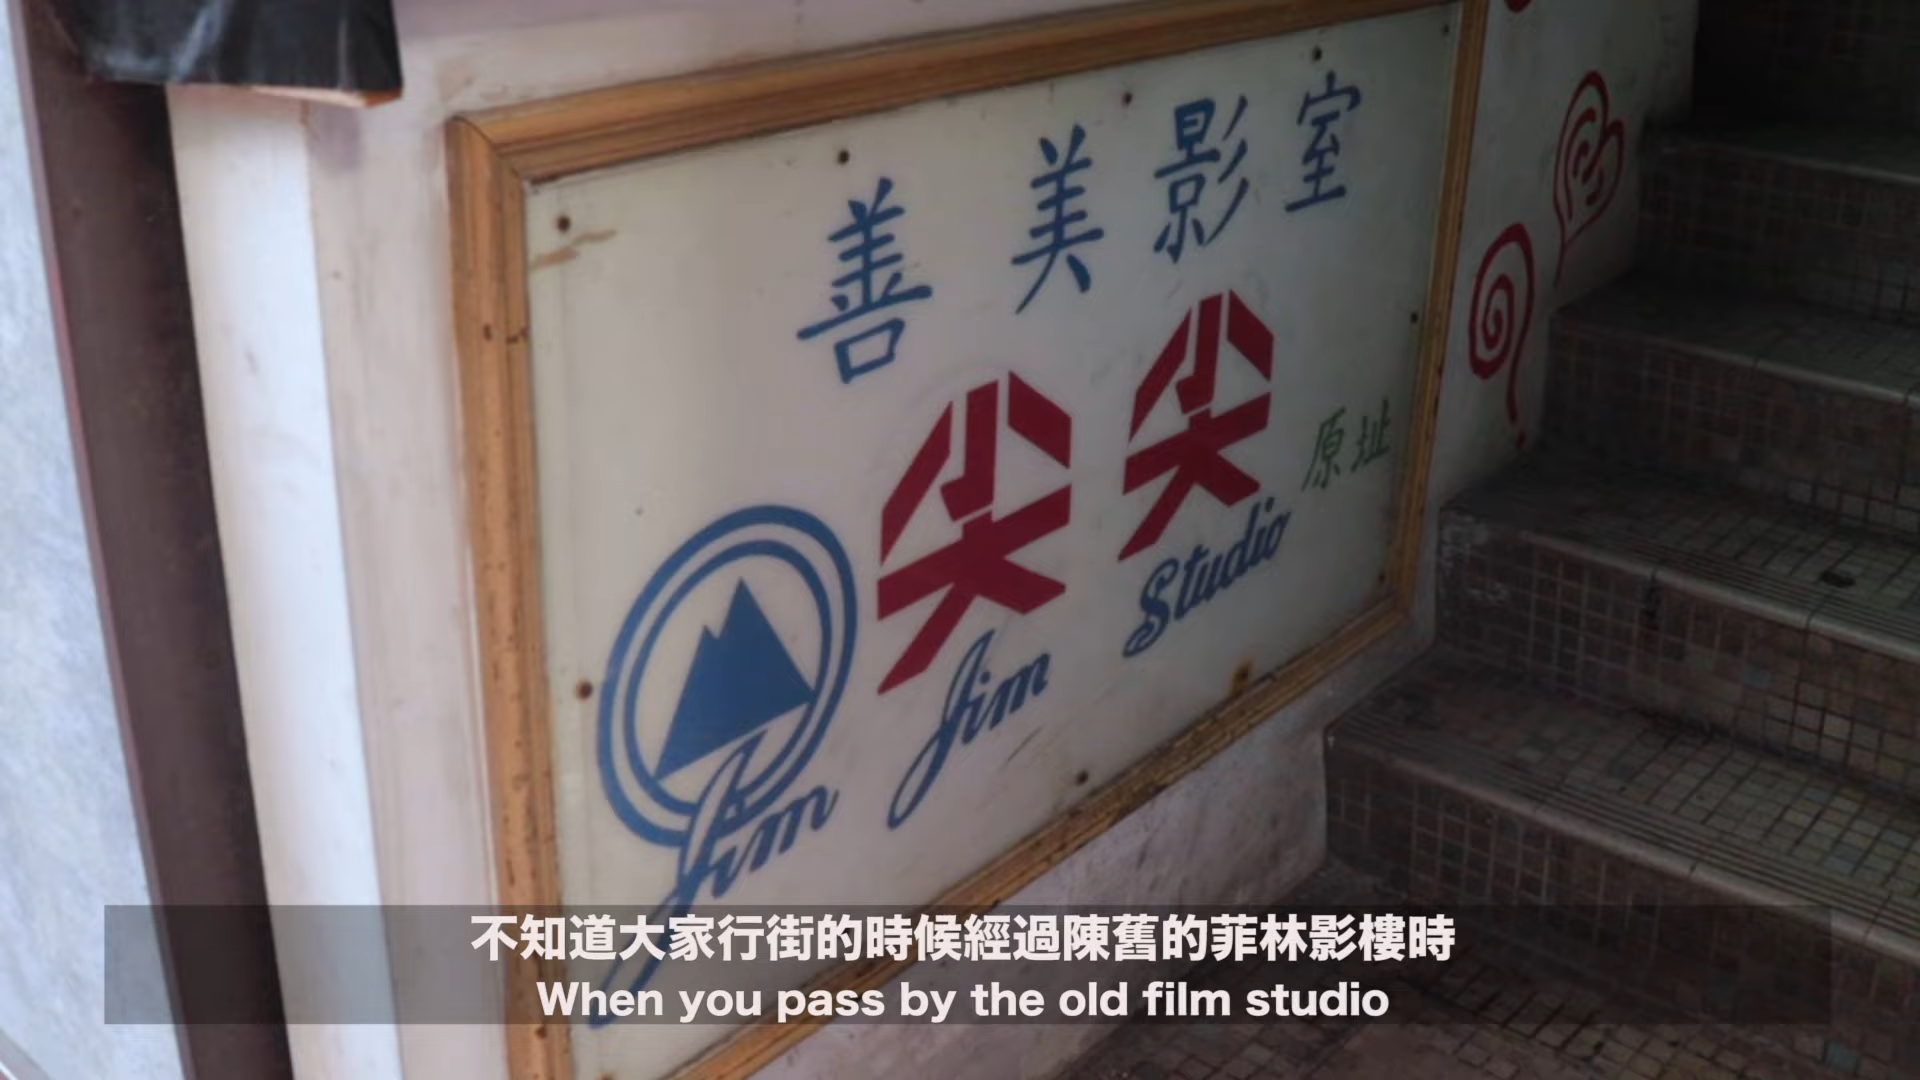 善美影室
尖尖 原址
Jim Jim Studio
Jim
不知道大家行街的時候經過陳舊的菲林影樓時
When you pass by the old film studio